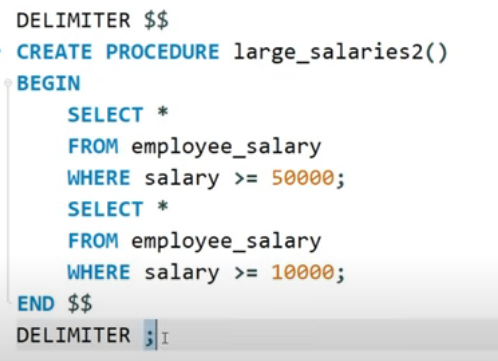 DELIMITER $$
CREATE PROCEDURE large_salaries2()
BEGIN
SELECT *
FROM employee_salary
WHERE salary >= 50000;
SELECT *
FROM employee_salary
WHERE salary >= 10000;
END $$
DELIMITER ;